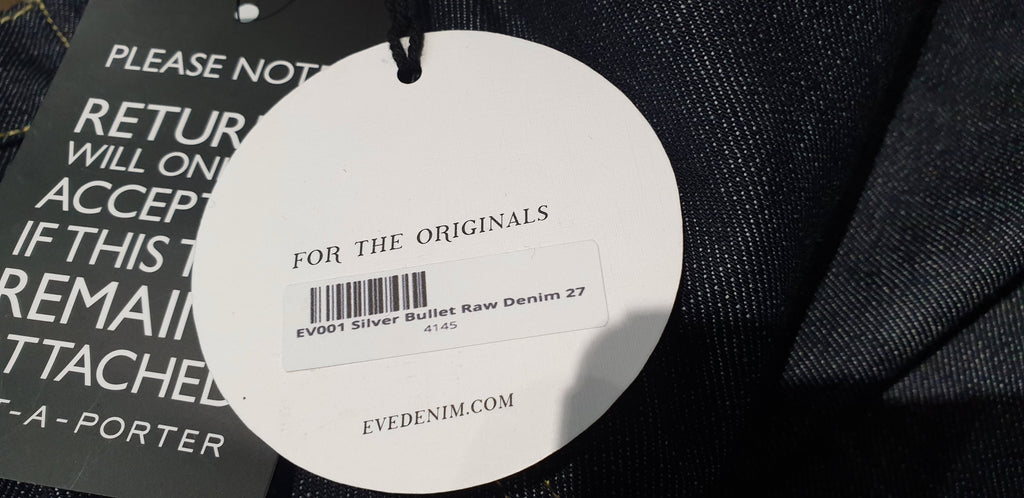 PLEASE NOT
RETUR
WILL ON
ACCEPT
IF THIS T
REMAIN
TTACHED
T-A-PORTER
FOR THE ORIGINALS
EV001 Silver Bullet Raw Denim 27
4145
EVEDENIM.COM